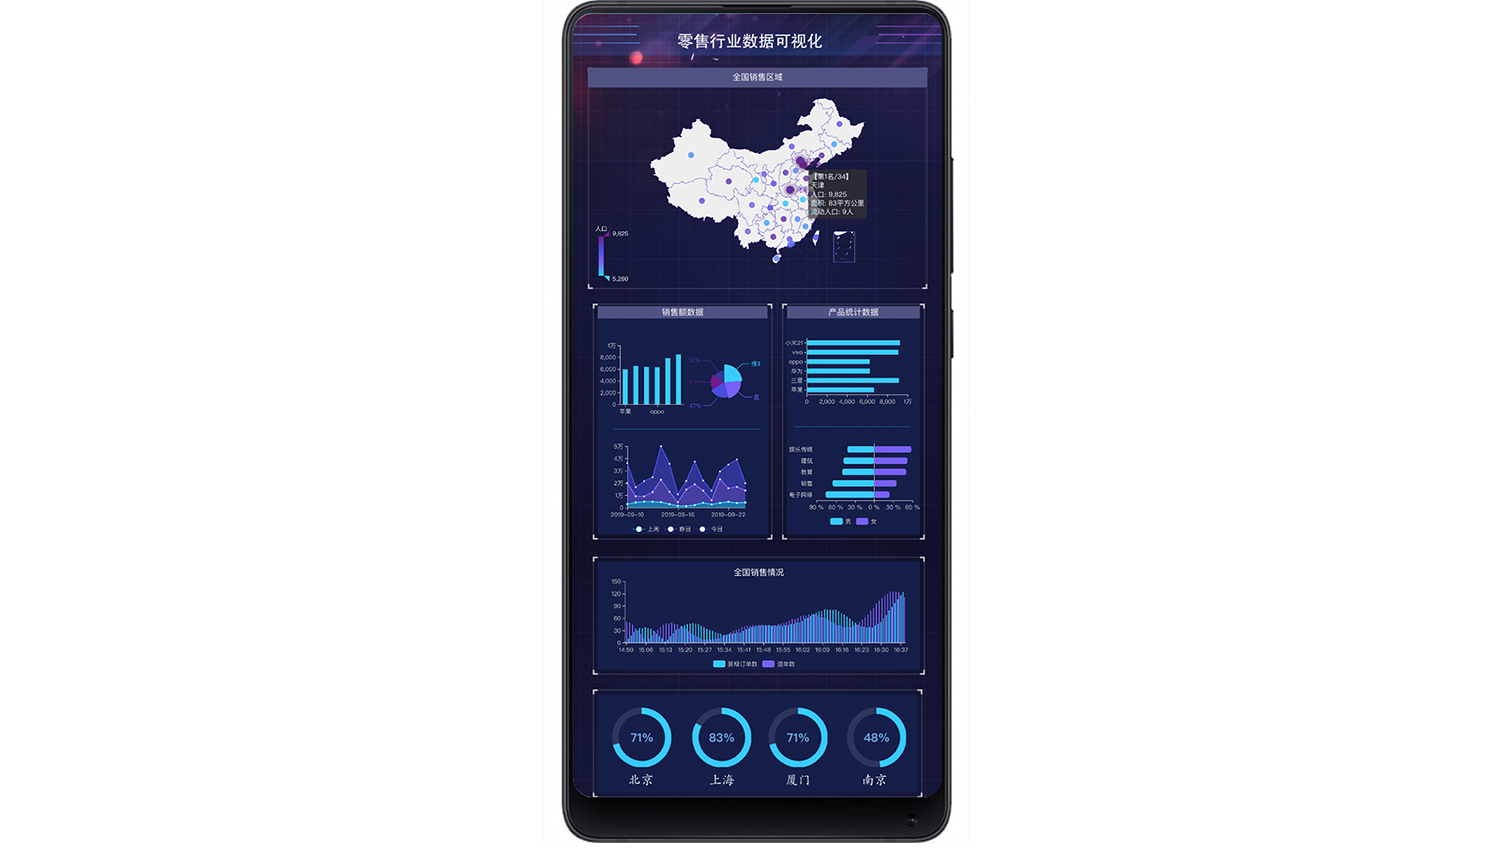 零售行业数据可视化
全国销售区域
【第1名/34】
天津
人口: 9,825
面积: 83平方公里
流动人口: 9人
人口
9,825
5,280
销售额数据
1万
8,000
6,000
4,000
2,000
0
苹果 oppo
47%
直
5万
4万
3万
2万
1万
0
2019-09-10 2019-09-16 2019-09-22
上周 昨日 今日
产品统计数据
小米21
vivo
oppo
华为
三星
苹果
0 2,000 4,000 6,000 8,000 1万
娱乐传媒
建筑
教育
销售
电子网络
90 % 60 % 30 % 0 % 30 % 60 %
男 女
全国销售情况
150
120
90
60
30
0
14:59 15:06 15:13 15:20 15:27 15:34 15:41 15:48 15:55 16:02 16:09 16:16 16:23 16:30 16:37
新增订单数 退单数
71% 83% 71% 48%
北京 上海 厦门 南京